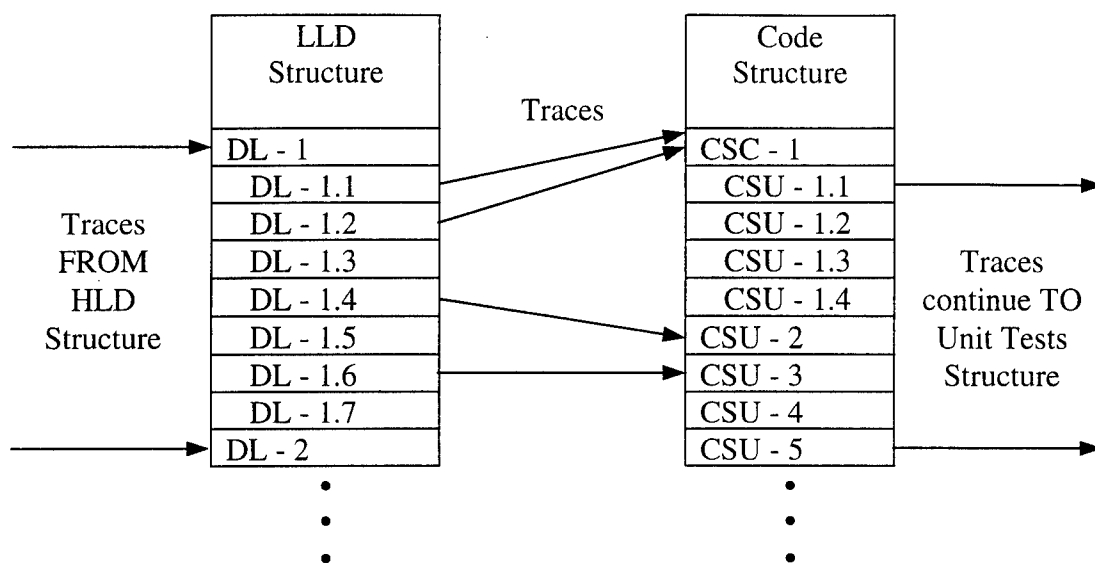 LLD
Structure
Code
Structure
Traces
DL - 1
DL - 1.1
DL - 1.2
DL - 1.3
DL - 1.4
DL - 1.5
DL - 1.6
DL - 1.7
DL - 2
CSC - 1
CSU - 1.1
CSU - 1.2
CSU - 1.3
CSU - 1.4
CSU - 2
CSU - 3
CSU - 4
CSU - 5
Traces
FROM
HLD
Structure
Traces
continue TO
Unit Tests
Structure